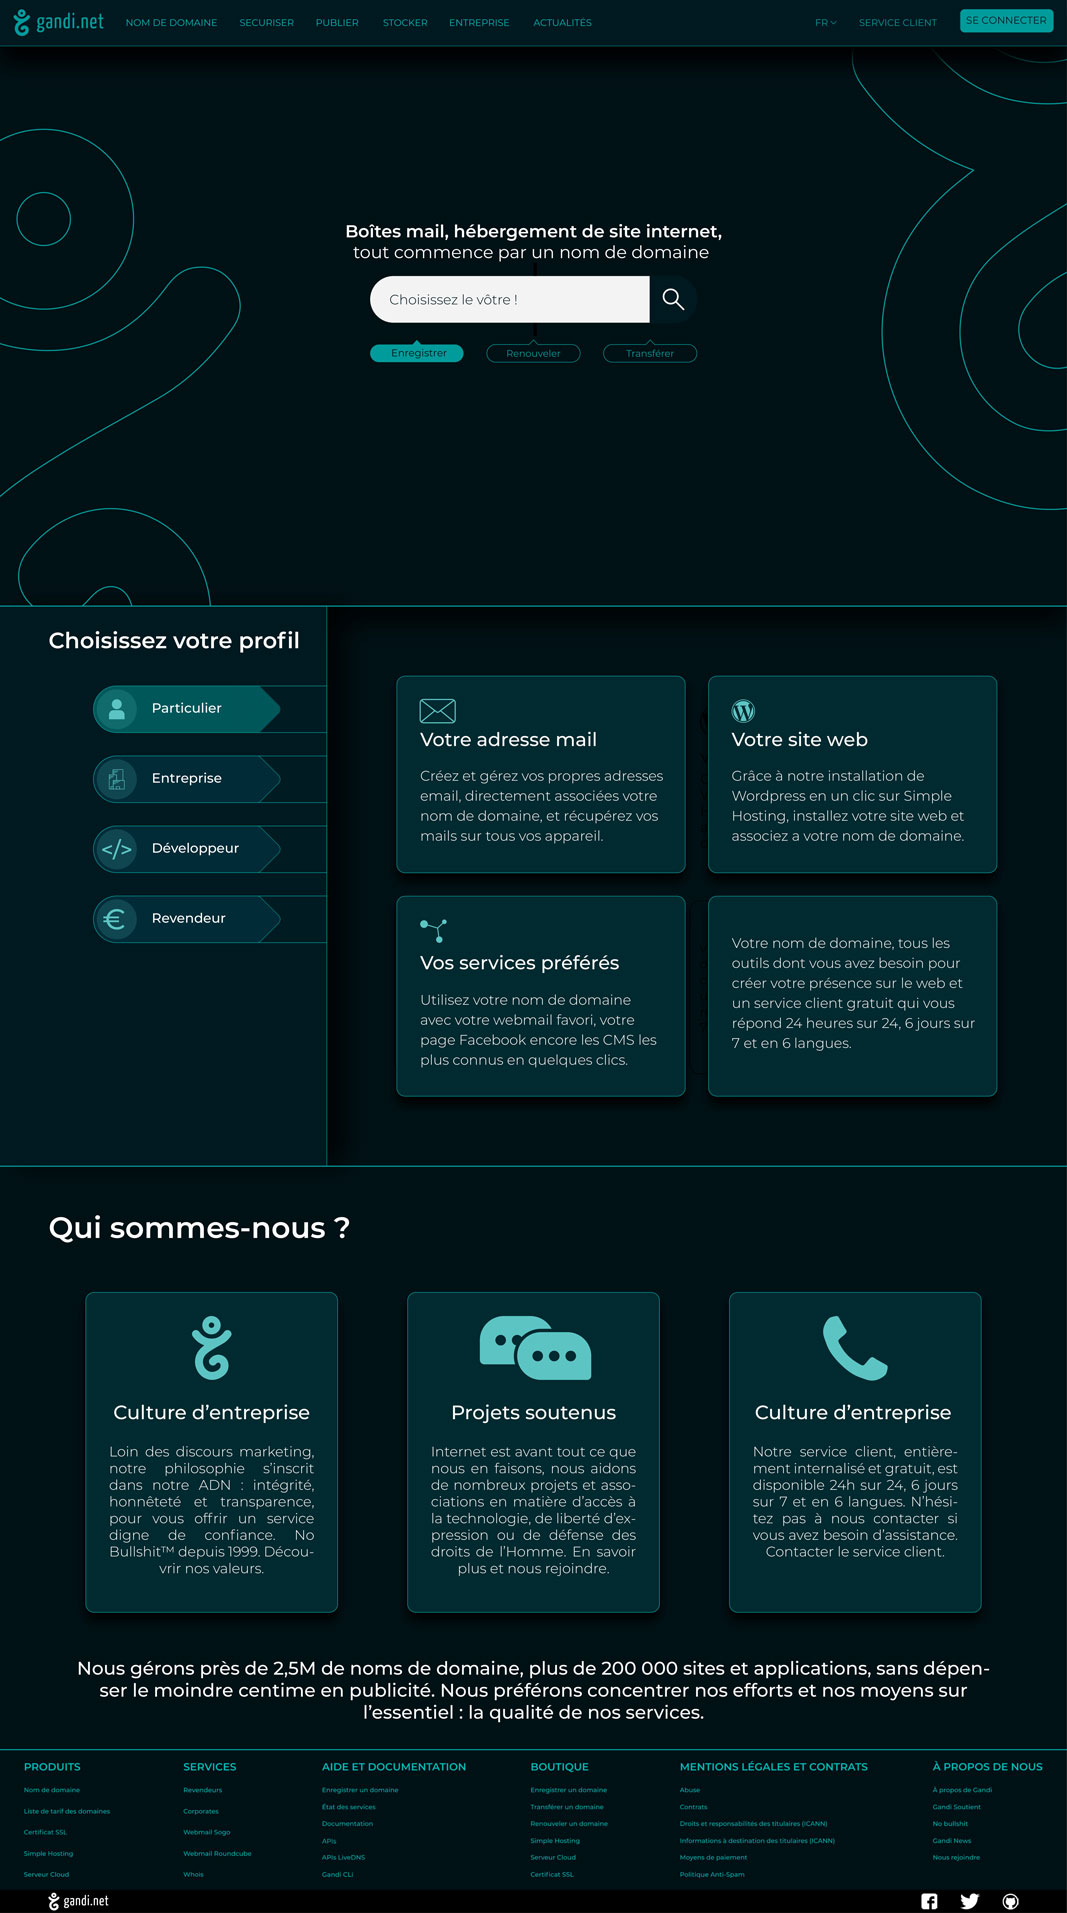 gandi.net
NOM DE DOMAINE SECURISER PUBLIER STOCKER ENTREPRISE ACTUALITÉS FR SERVICE CLIENT SE CONNECTER
Boîtes mail, hébergement de site internet,
tout commence par un nom de domaine
Choisissez le vôtre !
Enregistrer Renouveler Transférer
Choisissez votre profil
Particulier
Entreprise
Développeur
Revendeur
Votre adresse mail
Créez et gérez vos propres adresses
email, directement associées votre
nom de domaine, et récupérez vos
mails sur tous vos appareil.
Votre site web
Grâce à notre installation de
Wordpress en un clic sur Simple
Hosting, installez votre site web et
associez a votre nom de domaine.
Vos services préférés
Utilisez votre nom de domaine
avec votre webmail favori, votre
page Facebook encore les CMS les
plus connus en quelques clics.
Votre nom de domaine, tous les
outils dont vous avez besoin pour
créer votre présence sur le web et
un service client gratuit qui vous
répond 24 heures sur 24, 6 jours sur
7 et en 6 langues.
Qui sommes-nous ?
Culture d'entreprise
Loin des discours marketing,
notre philosophie s'inscrit
dans notre ADN : intégrité,
honnêteté et transparence,
pour vous offrir un service
digne de confiance. No
Bullshit™ depuis 1999. Décou-
vrir nos valeurs.
Projets soutenus
Internet est avant tout ce que
nous en faisons, nous aidons
de nombreux projets et asso-
ciations en matière d'accès à
la technologie, de liberté d'ex-
pression ou de défense des
droits de l'Homme. En savoir
plus et nous rejoindre.
Culture d'entreprise
Notre service client, entière-
ment internalisé et gratuit, est
disponible 24h sur 24, 6 jours
sur 7 et en 6 langues. N'hési-
tez pas à nous contacter si
vous avez besoin d'assistance.
Contacter le service client.
Nous gérons près de 2,5M de noms de domaine, plus de 200 000 sites et applications, sans dépen-
ser le moindre centime en publicité. Nous préférons concentrer nos efforts et nos moyens sur
l'essentiel : la qualité de nos services.
PRODUITS
Nom de domaine
Liste de tarif des domaines
Certificat SSL
Simple Hosting
Serveur Cloud
SERVICES
Revendeurs
Corporates
Webmail Sogo
Webmail Roundcube
Whois
AIDE ET DOCUMENTATION
Enregistrer un domaine
État des services
Documentation
APIs
APIs LiveDNS
Gandi CLI
BOUTIQUE
Enregistrer un domaine
Transférer un domaine
Renouveler un domaine
Simple Hosting
Serveur Cloud
Certificat SSL
MENTIONS LÉGALES ET CONTRATS
Abuse
Contrats
Droits et responsabilités des titulaires (ICANN)
Informations à destination des titulaires (ICANN)
Moyens de paiement
Politique Anti-Spam
À PROPOS DE NOUS
À propos de Gandi
Gandi Soutient
No bullshit
Gandi News
Nous rejoindre
gandi.net